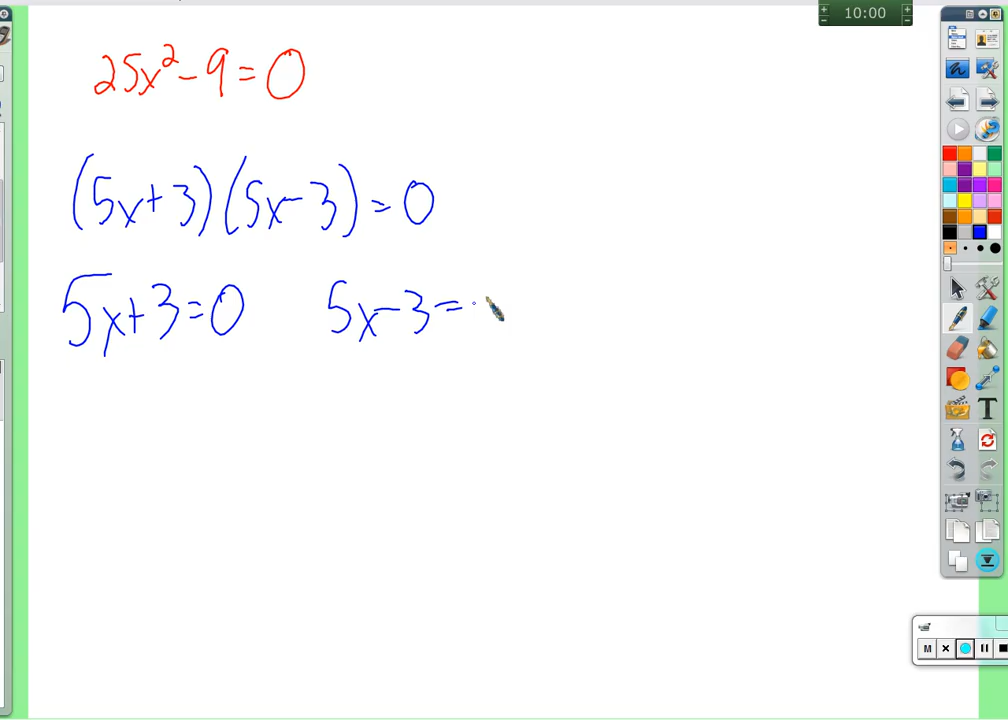 10:00
25x² - 9 = 0
(5x + 3)(5x - 3) = 0
5x + 3 = 0 5x - 3 =
T
M